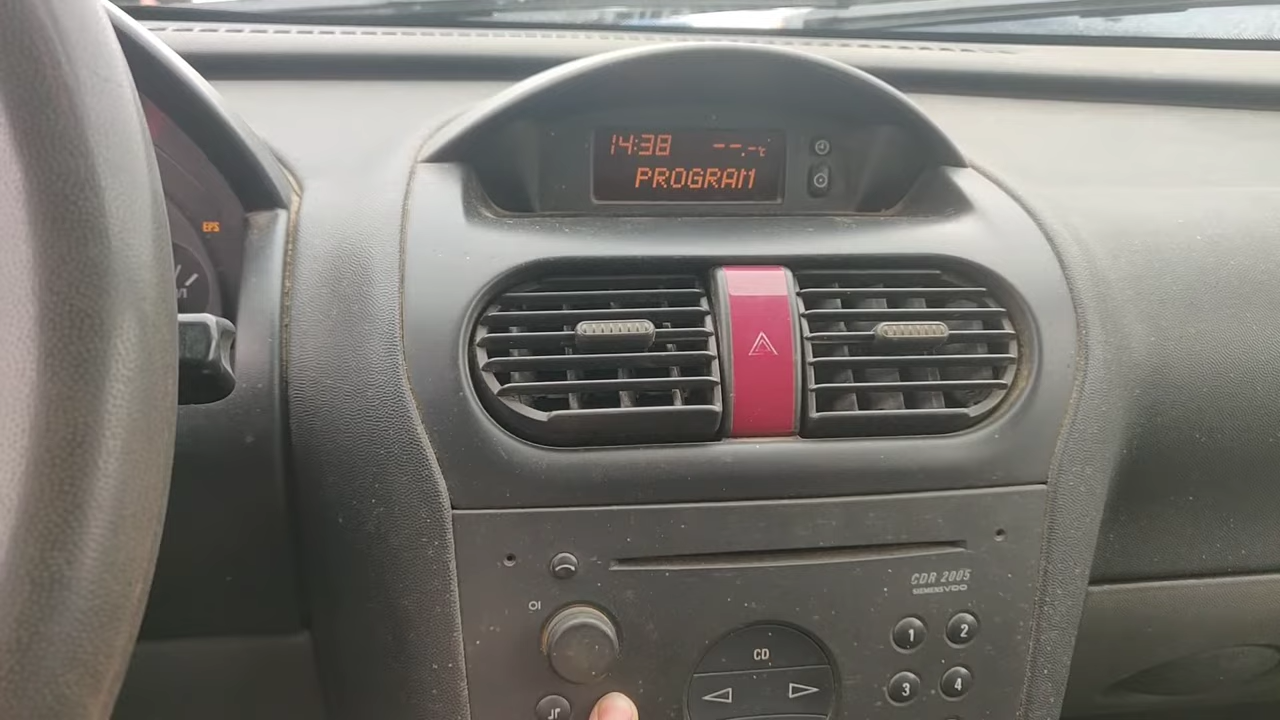 14:38 --.-°c
PROGRAM
EPS
CDR 2005
SIEMENS VDO
CD
1
2
3
4